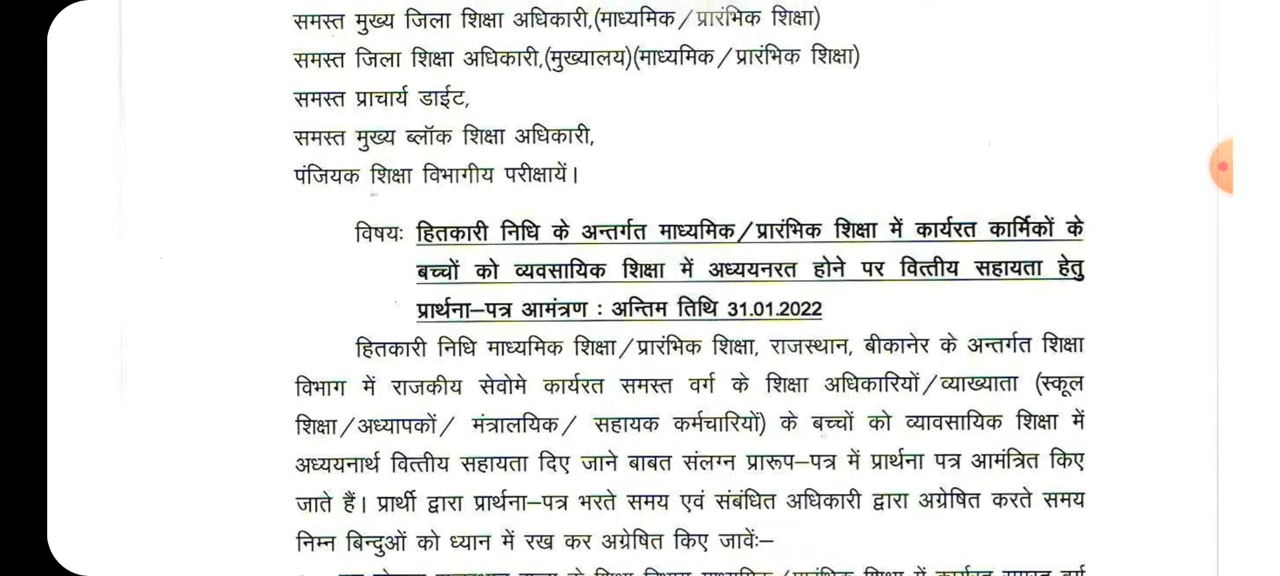 समस्त मुख्य जिला शिक्षा अधिकारी,(माध्यमिक/प्रारंभिक शिक्षा)
समस्त जिला शिक्षा अधिकारी,(मुख्यालय)(माध्यमिक/प्रारंभिक शिक्षा)
समस्त प्राचार्य डाईट,
समस्त मुख्य ब्लॉक शिक्षा अधिकारी,
पंजियक शिक्षा विभागीय परीक्षायें।
विषयः हितकारी निधि के अन्तर्गत माध्यमिक/प्रारंभिक शिक्षा में कार्यरत कार्मिकों के
बच्चों को व्यवसायिक शिक्षा में अध्ययनरत होने पर वित्तीय सहायता हेतु
प्रार्थना–पत्र आमंत्रण : अन्तिम तिथि 31.01.2022
हितकारी निधि माध्यमिक शिक्षा/प्रारंभिक शिक्षा, राजस्थान, बीकानेर के अन्तर्गत शिक्षा
विभाग में राजकीय सेवोमे कार्यरत समस्त वर्ग के शिक्षा अधिकारियों/व्याख्याता (स्कूल
शिक्षा/अध्यापकों/ मंत्रालयिक/ सहायक कर्मचारियों) के बच्चों को व्यावसायिक शिक्षा में
अध्ययनार्थ वित्तीय सहायता दिए जाने बाबत संलग्न प्रारूप–पत्र में प्रार्थना पत्र आमंत्रित किए
जाते हैं। प्रार्थी द्वारा प्रार्थना–पत्र भरते समय एवं संबंधित अधिकारी द्वारा अग्रेषित करते समय
निम्न बिन्दुओं को ध्यान में रख कर अग्रेषित किए जावेंः–